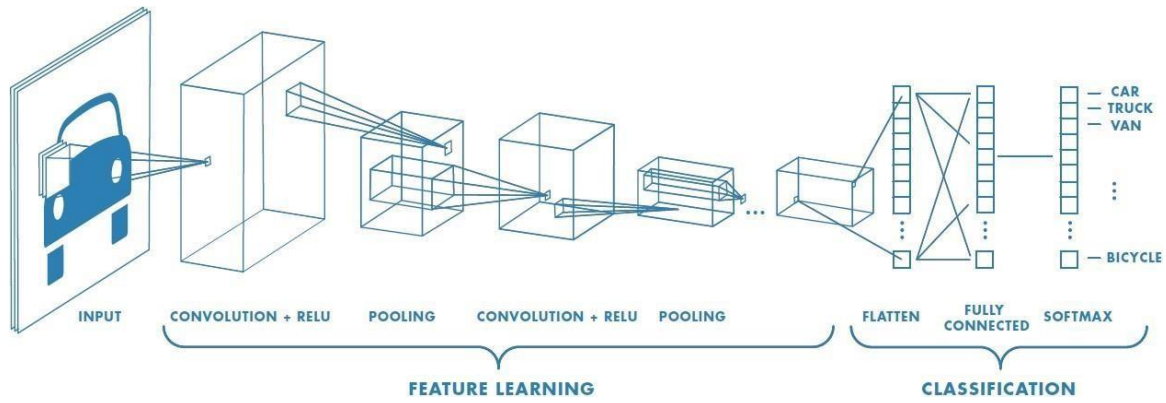 CAR
TRUCK
VAN
BICYCLE
INPUT
CONVOLUTION + RELU
POOLING
CONVOLUTION + RELU
POOLING
FLATTEN
FULLY
CONNECTED
SOFTMAX
FEATURE LEARNING
CLASSIFICATION